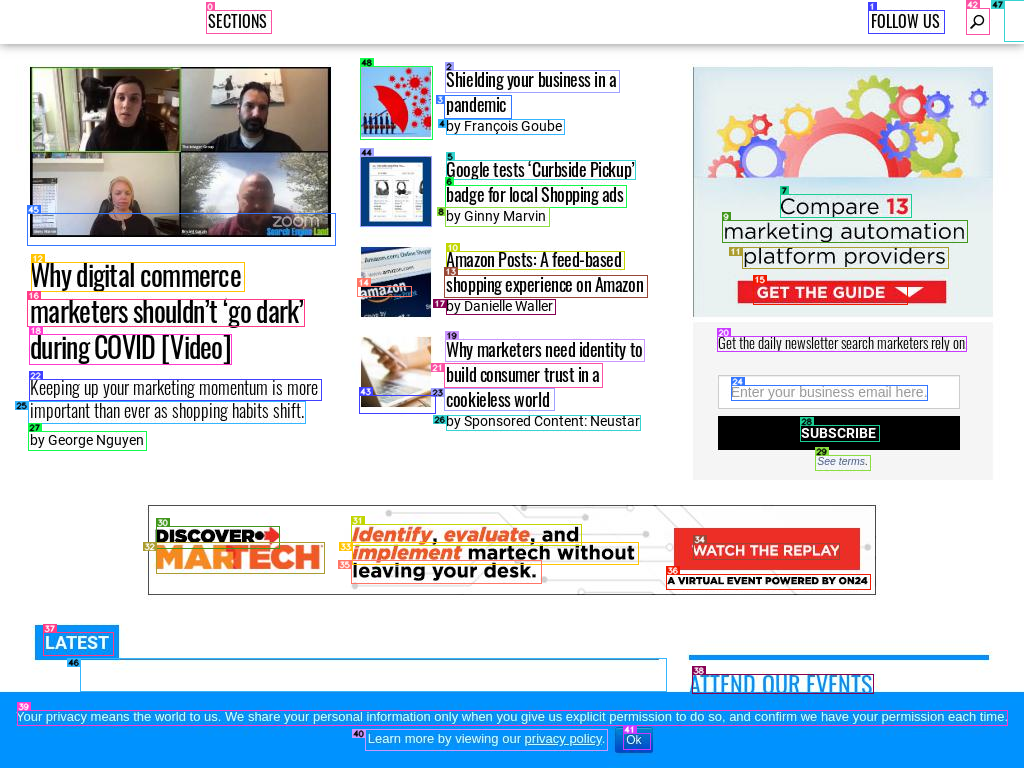 SECTIONS
FOLLOW US
Why digital commerce
marketers shouldn't 'go dark'
during COVID [Video]
Keeping up your marketing momentum is more
important than ever as shopping habits shift.
by George Nguyen
zoom
Search Engine Land
Shielding your business in a
pandemic
by François Goube
Google tests 'Curbside Pickup'
badge for local Shopping ads
by Ginny Marvin
amazon
Amazon Posts: A feed-based
shopping experience on Amazon
by Danielle Waller
Why marketers need identity to
build consumer trust in a
cookieless world
by Sponsored Content: Neustar
Compare 13
marketing automation
platform providers
GET THE GUIDE
Get the daily newsletter search marketers rely on
Enter your business email here.
SUBSCRIBE
See terms.
DISCOVER
MARTECH
Identify, evaluate, and
implement martech without
leaving your desk.
WATCH THE REPLAY
A VIRTUAL EVENT POWERED BY ON24
LATEST
ATTEND OUR EVENTS
Your privacy means the world to us. We share your personal information only when you give us explicit permission to do so, and confirm we have your permission each time.
Learn more by viewing our privacy policy.
Ok